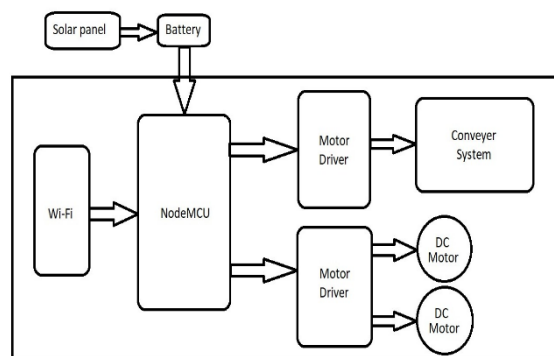 Solar panel
Battery
Wi-Fi
NodeMCU
Motor
Driver
Conveyer
System
Motor
Driver
DC
Motor
DC
Motor